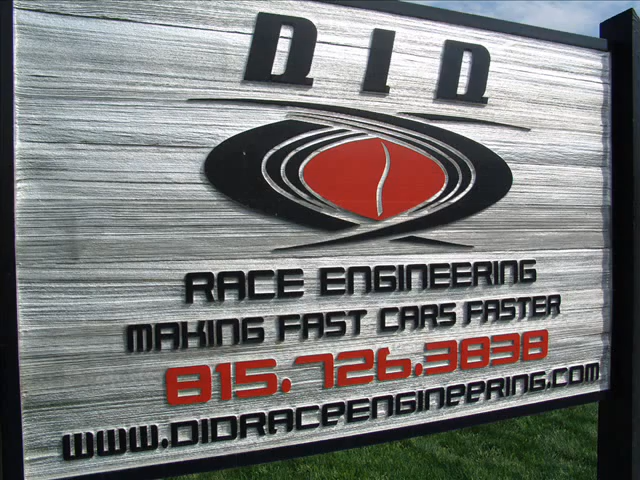 DID
RACE ENGINEERING
MAKING FAST CARS FASTER
815.726.3838
WWW.DIDRACEENGINEERING.COM